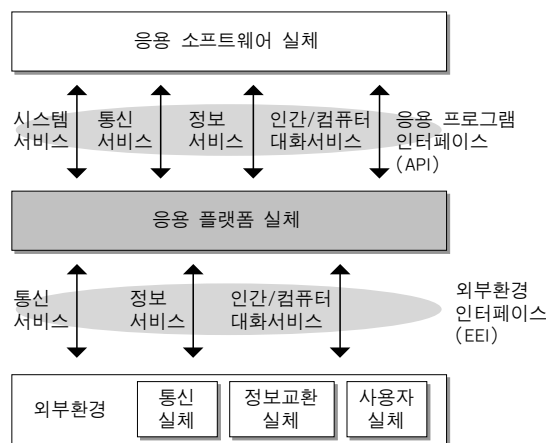 응용 소프트웨어 실체
시스템 서비스
통신 서비스
정보 서비스
인간/컴퓨터 대화서비스
응용 프로그램 인터페이스 (API)
응용 플랫폼 실체
통신 서비스
정보 서비스
인간/컴퓨터 대화서비스
외부환경 인터페이스 (EEI)
외부환경
통신 실체
정보교환 실체
사용자 실체